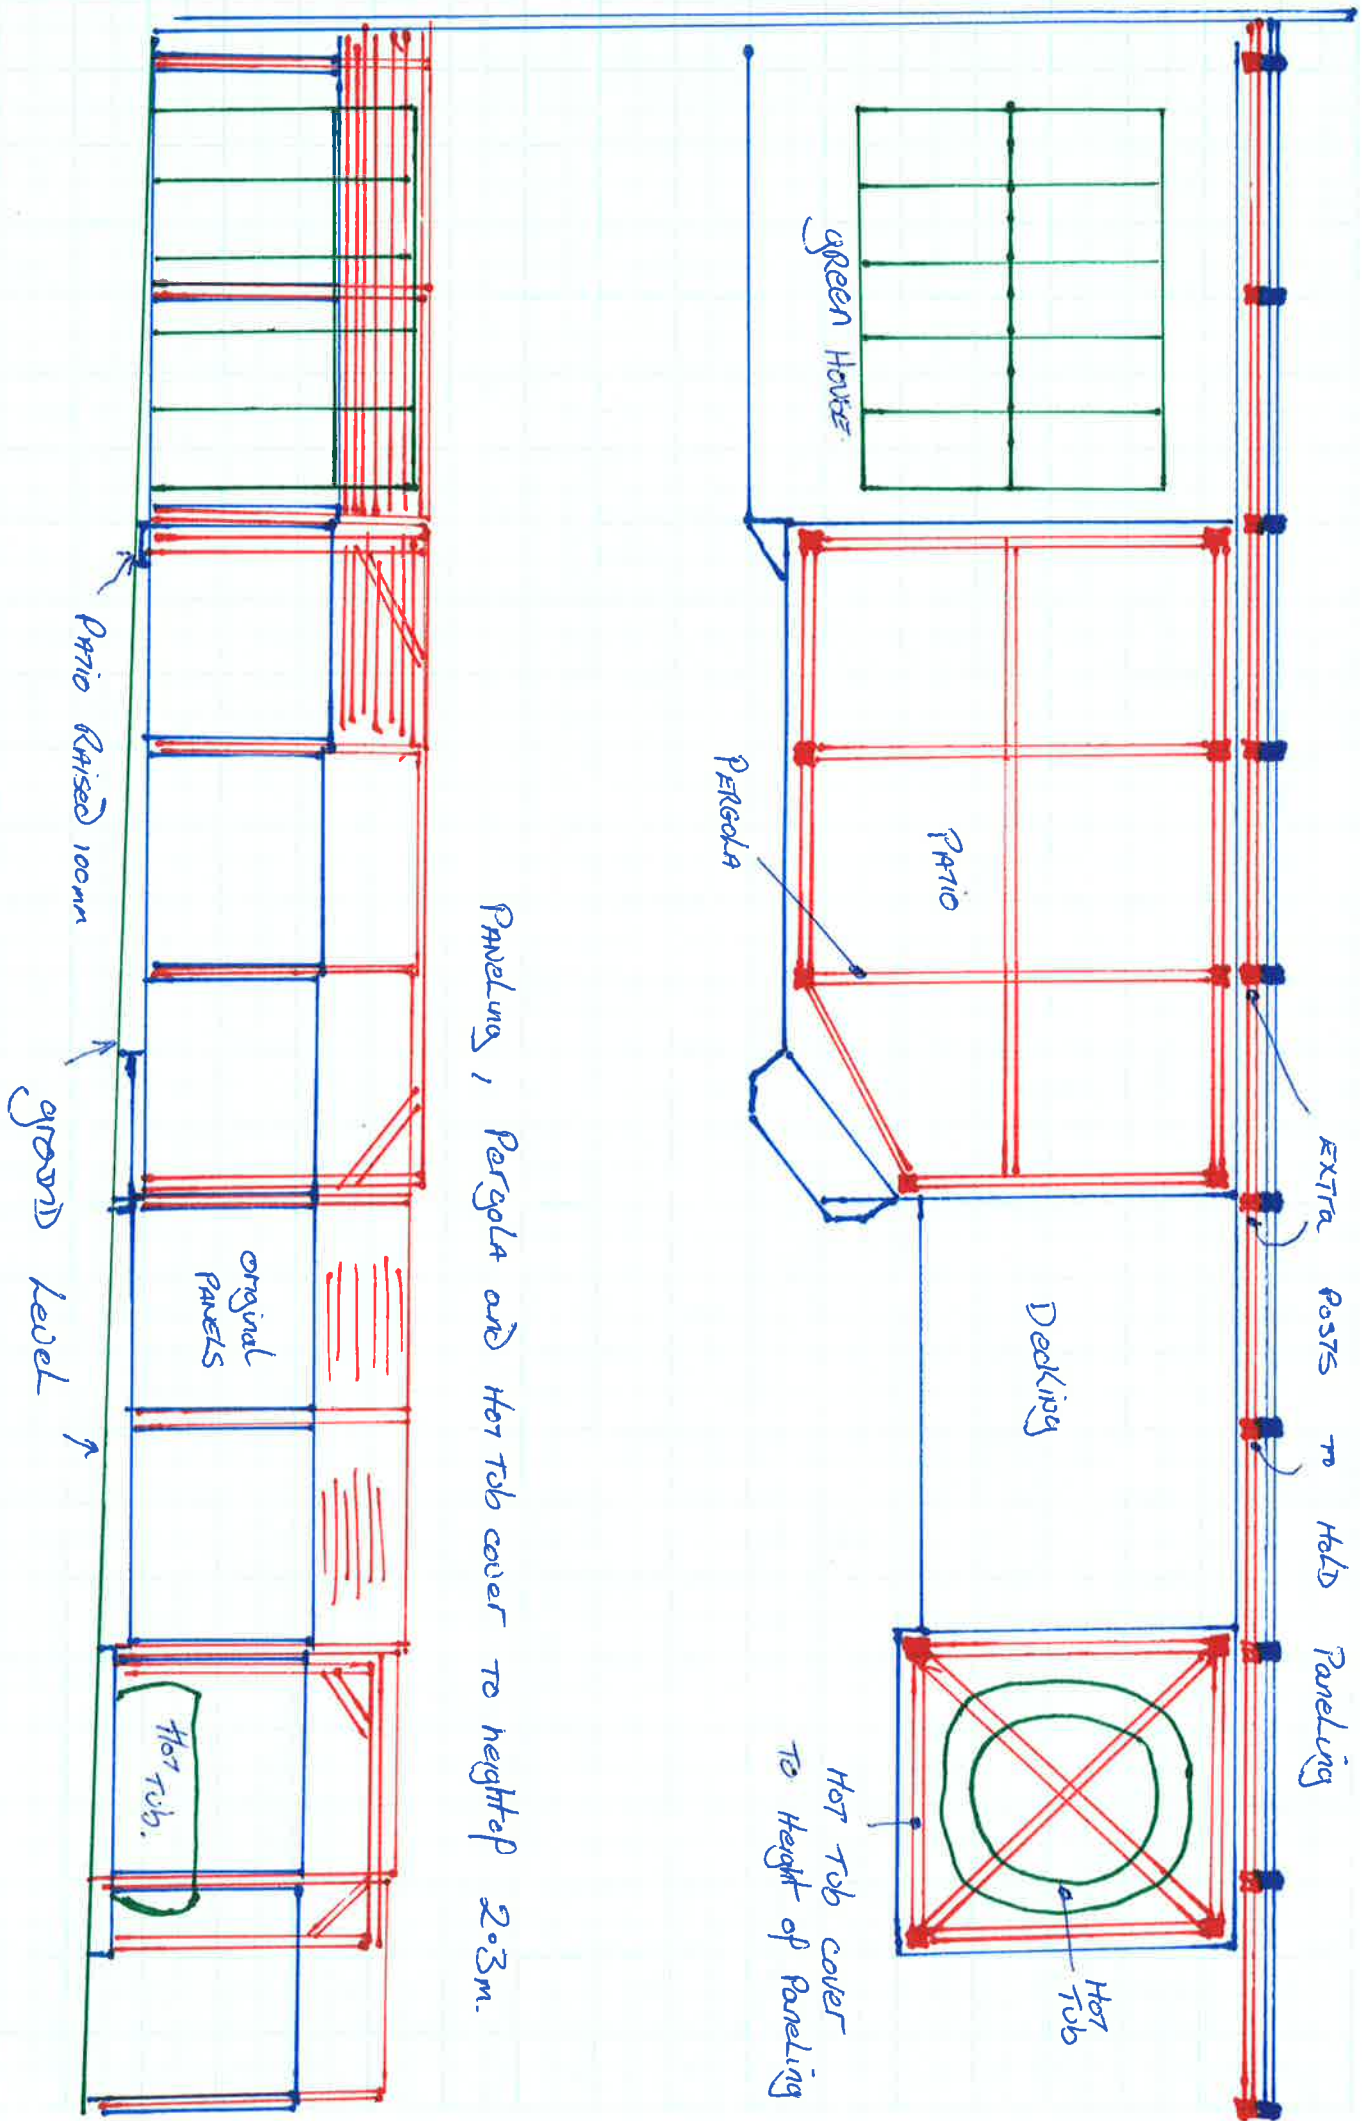 EXTRA POSTS TO HOLD Paneling
green House
PATIO
PERGOLA
Decking
Hot
Tub
Hot Tub cover
To Height of Paneling
PANELing, PergoLA and Hot Tub cover To height of 2.3m.
original
PANELS
Hot Tub.
PATIO RAISED 100mm
ground Level